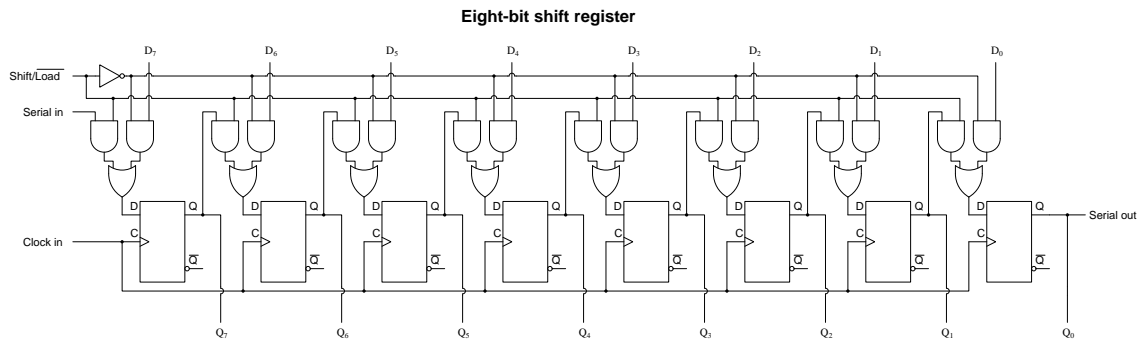 Eight-bit shift register
D7 D6 D5 D4 D3 D2 D1 D0
Shift/L̅o̅a̅d̅
Serial in
D Q D Q D Q D Q D Q D Q D Q D Q
Serial out
Clock in
C C C C C C C C
Q̅ Q̅ Q̅ Q̅ Q̅ Q̅ Q̅ Q̅
Q7 Q6 Q5 Q4 Q3 Q2 Q1 Q0